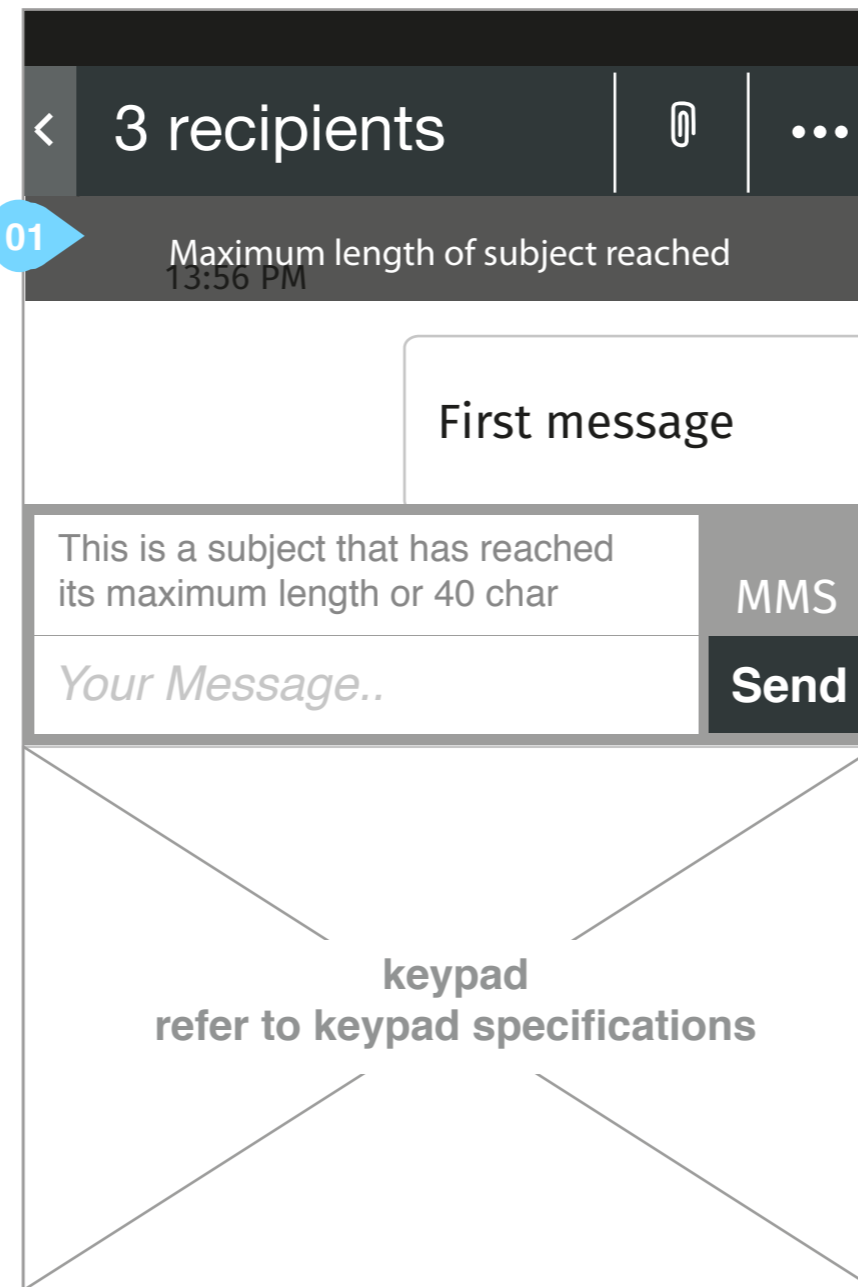 3 recipients
01
Maximum length of subject reached
13:56 PM
First message
This is a subject that has reached
its maximum length or 40 char
MMS
Your Message..
Send
keypad
refer to keypad specifications